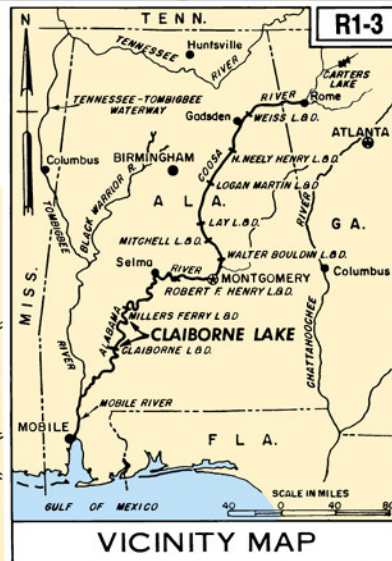 R1-3
N
TENN.
TENNESSEE
RIVER
Huntsville
CARTERS
LAKE
TENNESSEE-TOMBIGBEE
WATERWAY
RIVER
Rome
Gadsden
WEISS L.&D.
ATLANTA
COOSA
H. NEELY HENRY L.&D.
Columbus
BIRMINGHAM
LOGAN MARTIN L.&D
TOMBIGBEE
BLACK WARRIOR R.
ALA.
RIVER
GA.
LAY L.&D.
MITCHELL L.&D.
WALTER BOULDIN L.&D.
Selma
RIVER
MONTGOMERY
Columbus
ROBERT F. HENRY L.&D.
MISS.
ALABAMA
MILLERS FERRY L&D
CLAIBORNE LAKE
CLAIBORNE L&D.
CHATTAHOOCHEE
RIVER
MOBILE RIVER
MOBILE
FLA.
GULF OF MEXICO
SCALE IN MILES
40 0 40 80
VICINITY MAP